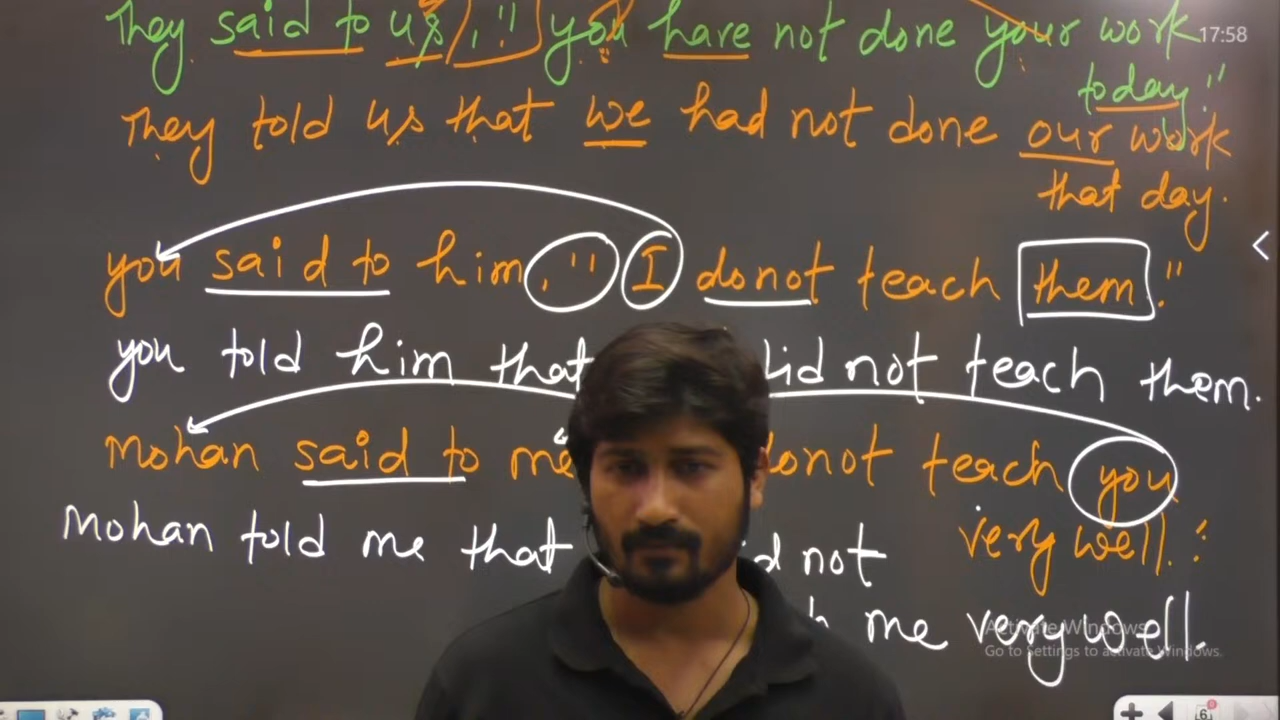 They said to us, " you have not done your work 17:58
today."
They told us that we had not done our work
that day.
you said to him, " I donot teach them."
you told him that did not teach them.
Mohan said to me donot teach you
very well."
Mohan told me that not
me very well.
Activate Windows
Go to Settings to activate Windows.
6